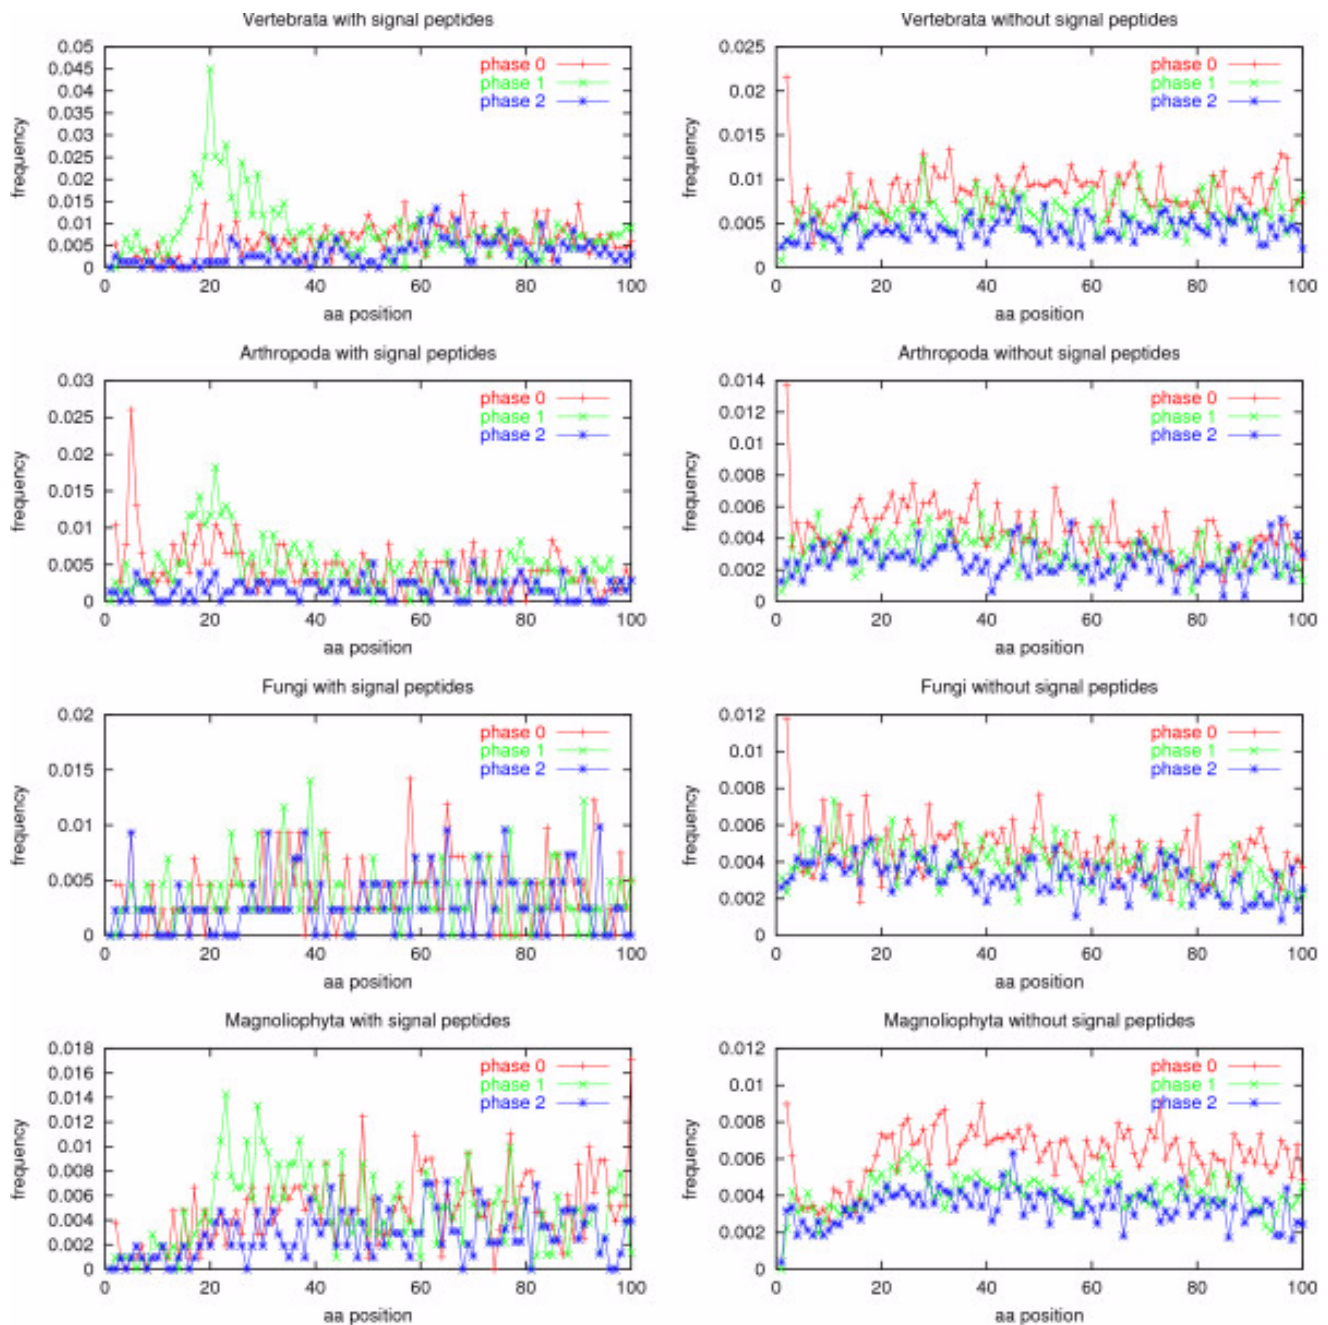 Vertebrata with signal peptides
0.05
0.045
0.04
0.035
0.03
0.025
0.02
0.015
0.01
0.005
0
frequency
phase 0
phase 1
phase 2
0 20 40 60 80 100
aa position
Vertebrata without signal peptides
0.025
0.02
0.015
0.01
0.005
0
frequency
phase 0
phase 1
phase 2
0 20 40 60 80 100
aa position
Arthropoda with signal peptides
0.03
0.025
0.02
0.015
0.01
0.005
0
frequency
phase 0
phase 1
phase 2
0 20 40 60 80 100
aa position
Arthropoda without signal peptides
0.014
0.012
0.01
0.008
0.006
0.004
0.002
0
frequency
phase 0
phase 1
phase 2
0 20 40 60 80 100
aa position
Fungi with signal peptides
0.02
0.015
0.01
0.005
0
frequency
phase 0
phase 1
phase 2
0 20 40 60 80 100
aa position
Fungi without signal peptides
0.012
0.01
0.008
0.006
0.004
0.002
0
frequency
phase 0
phase 1
phase 2
0 20 40 60 80 100
aa position
Magnoliophyta with signal peptides
0.018
0.016
0.014
0.012
0.01
0.008
0.006
0.004
0.002
0
frequency
phase 0
phase 1
phase 2
0 20 40 60 80 100
aa position
Magnoliophyta without signal peptides
0.012
0.01
0.008
0.006
0.004
0.002
0
frequency
phase 0
phase 1
phase 2
0 20 40 60 80 100
aa position